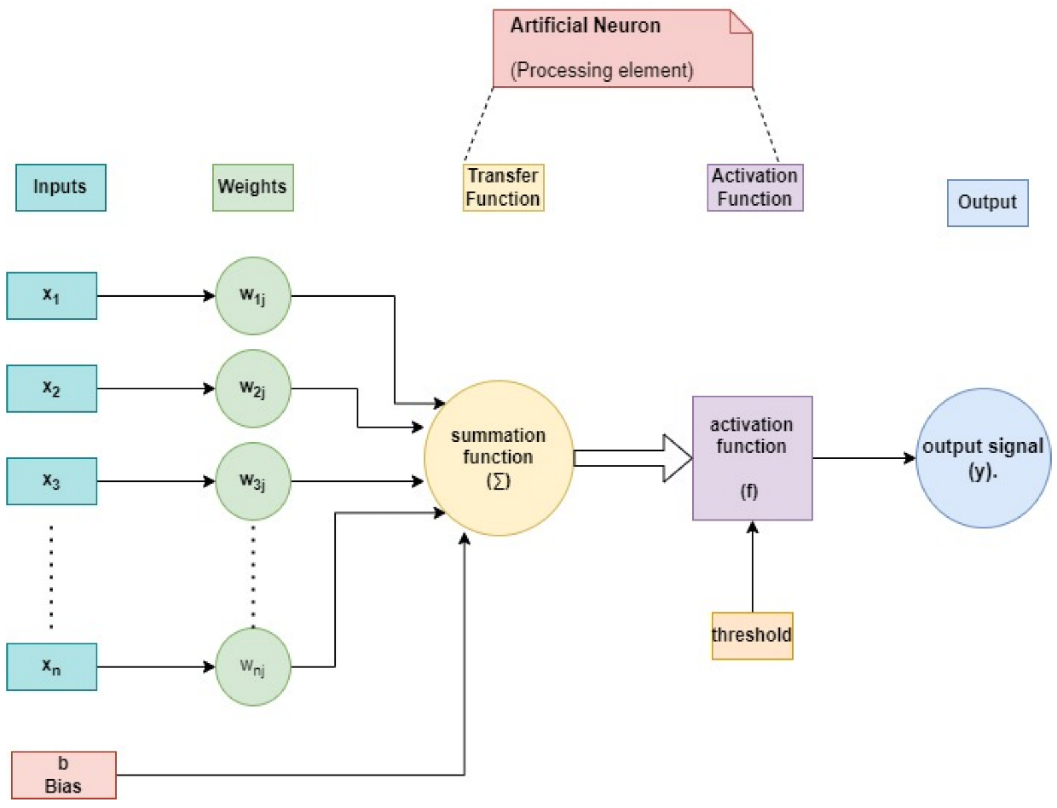 Artificial Neuron
(Processing element)
Inputs
Weights
Transfer
Function
Activation
Function
Output
x₁
w₁ⱼ
x₂
w₂ⱼ
x₃
w₃ⱼ
xₙ
wₙⱼ
summation
function
(∑)
activation
function
(f)
output signal
(y).
threshold
b
Bias